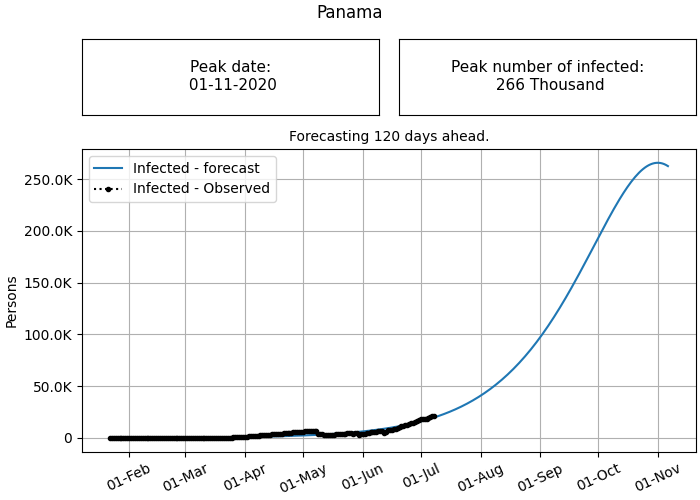 Panama
Peak date:
01-11-2020
Peak number of infected:
266 Thousand
Forecasting 120 days ahead.
Infected - forecast
Infected - Observed
Persons
250.0K
200.0K
150.0K
100.0K
50.0K
0
01-Feb
01-Mar
01-Apr
01-May
01-Jun
01-Jul
01-Aug
01-Sep
01-Oct
01-Nov